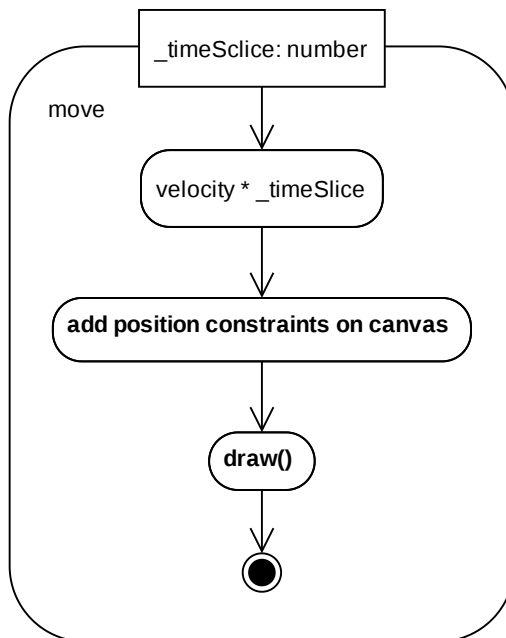 _timeSclice: number
move
velocity * _timeSlice
add position constraints on canvas
draw()